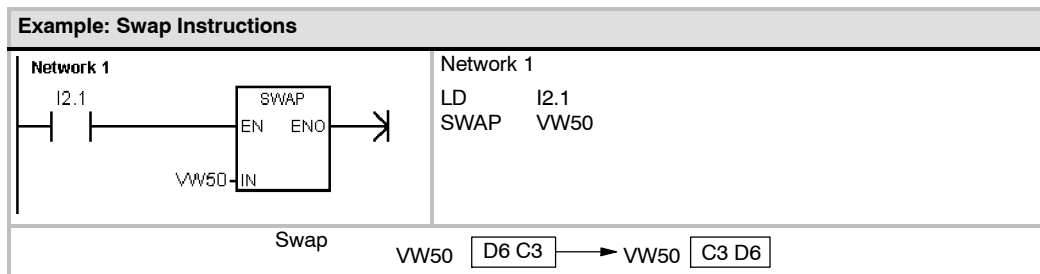 Example: Swap Instructions
Network 1
I2.1
SWAP
EN ENO
VW50 IN
Network 1
LD I2.1
SWAP VW50
Swap
VW50 D6 C3 VW50 C3 D6